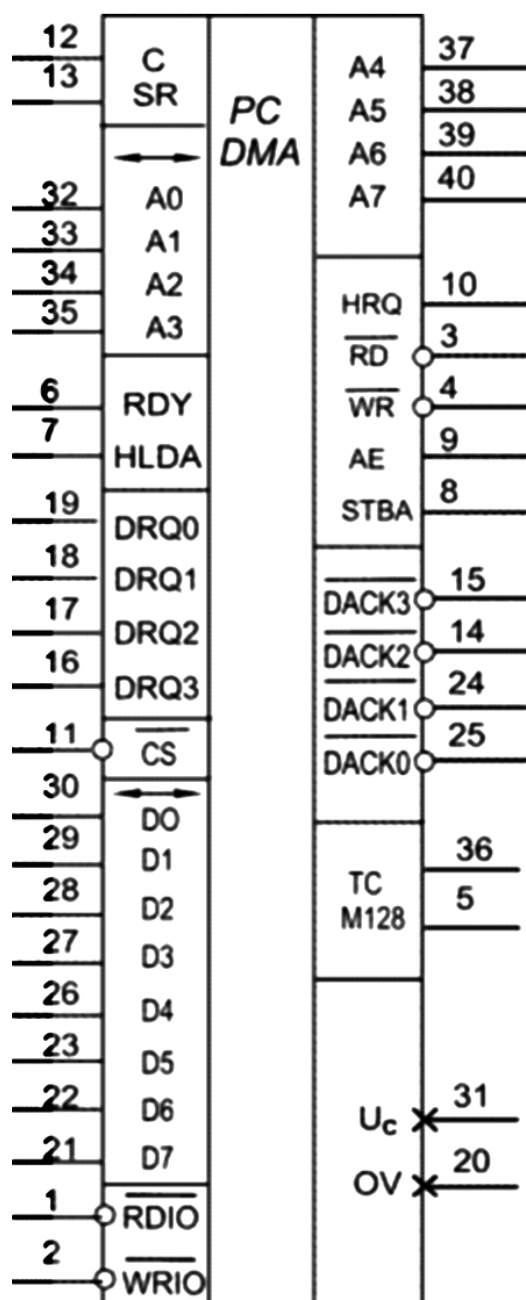 12 C
13 SR
PC
DMA
32 A0
33 A1
34 A2
35 A3
6 RDY
7 HLDA
19 DRQ0
18 DRQ1
17 DRQ2
16 DRQ3
11 CS
30 D0
29 D1
28 D2
27 D3
26 D4
23 D5
22 D6
21 D7
1 RDIO
2 WRIO
A4 37
A5 38
A6 39
A7 40
HRQ 10
RD 3
WR 4
AE 9
STBA 8
DACK3 15
DACK2 14
DACK1 24
DACK0 25
TC 36
M128 5
Uc 31
OV 20